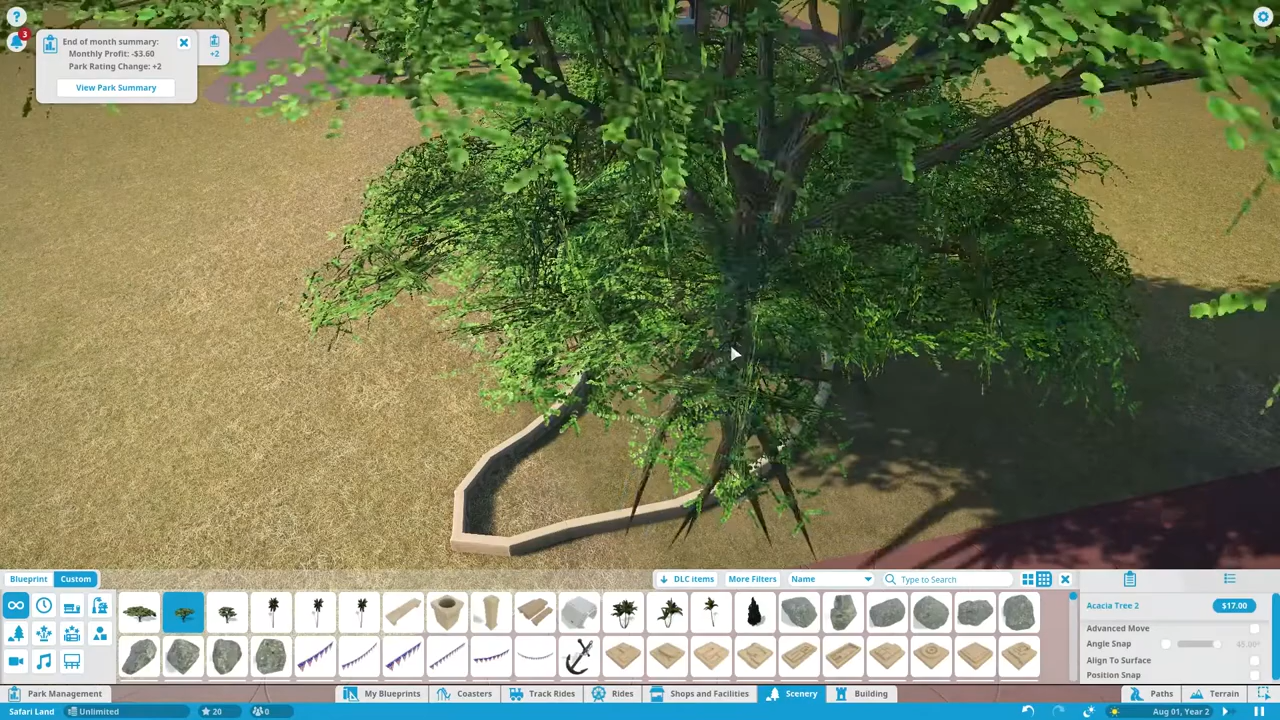 ?
3
End of month summary:
Monthly Profit: -$3.60
Park Rating Change: +2
View Park Summary
+2
Blueprint
Custom
DLC items
More Filters
Name
Type to Search
Acacia Tree 2
$17.00
Advanced Move
Angle Snap
45.00°
Align To Surface
Position Snap
Park Management
My Blueprints
Coasters
Track Rides
Rides
Shops and Facilities
Scenery
Building
Paths
Terrain
Safari Land
Unlimited
20
0
Aug 01, Year 2